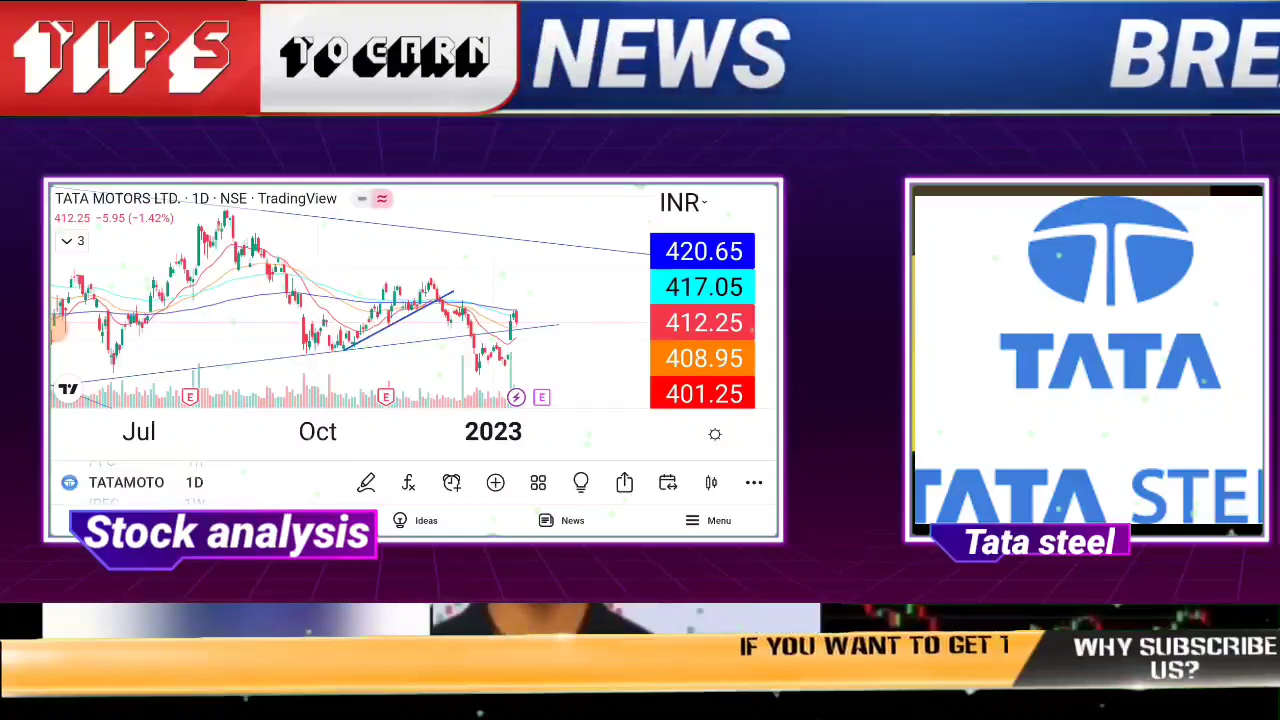 TIPS
TO EARN
NEWS
BRE
TATA MOTORS LTD. · 1D · NSE · TradingView
412.25 −5.95 (−1.42%)
3
INR
420.65
417.05
412.25
408.95
401.25
E
E
E
Jul
Oct
2023
TATAMOTO 1D
Ideas
News
Menu
Stock analysis
TATA
TATA STE
Tata steel
IF YOU WANT TO GET T
WHY SUBSCRIBE
US?